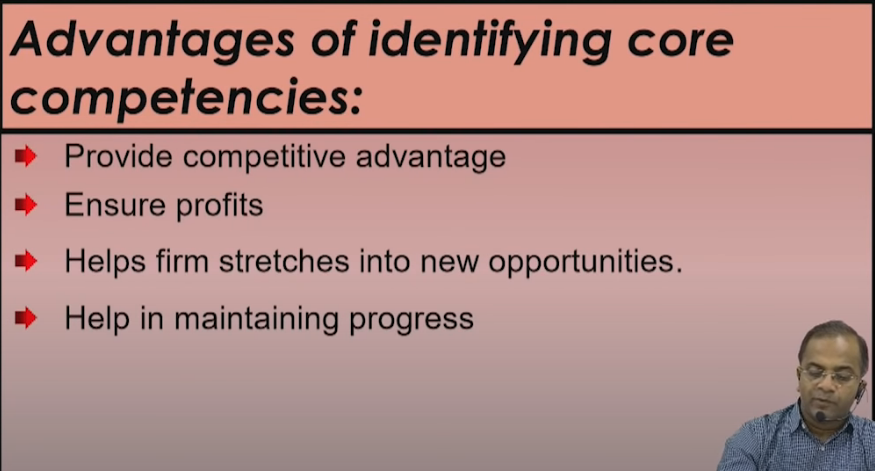 Advantages of identifying core
competencies:
Provide competitive advantage
Ensure profits
Helps firm stretches into new opportunities.
Help in maintaining progress